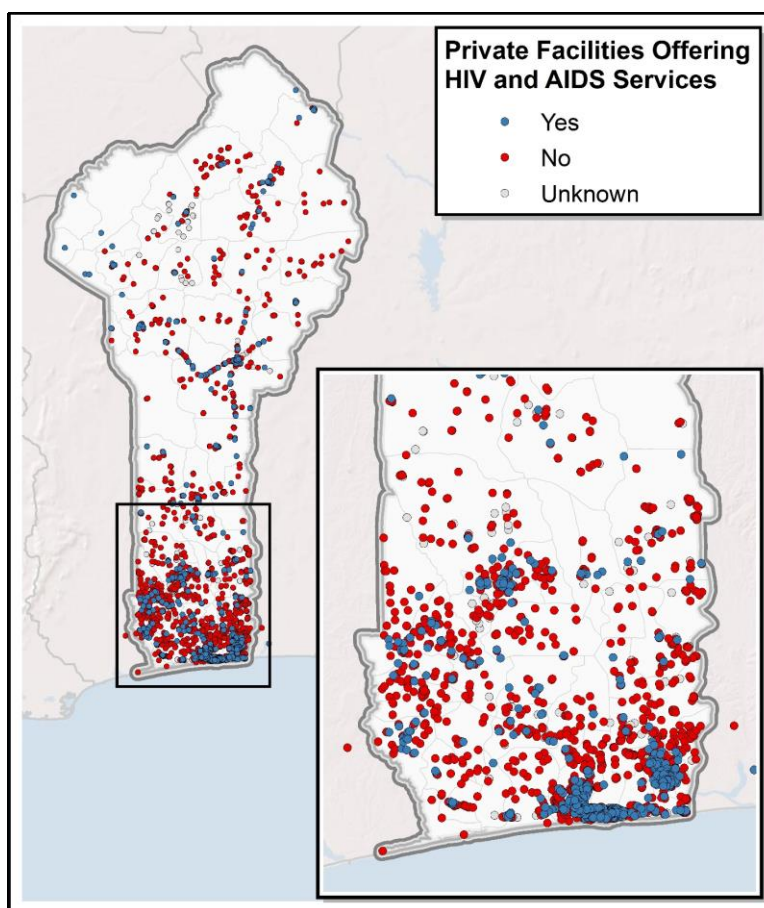 Private Facilities Offering
HIV and AIDS Services
Yes
No
Unknown